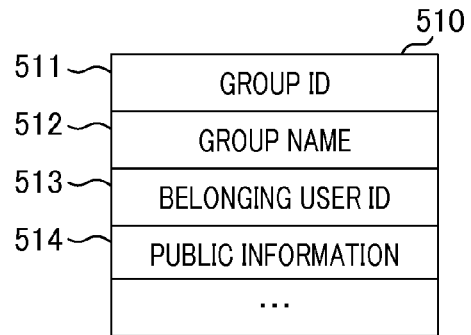 510
511 GROUP ID
512 GROUP NAME
513 BELONGING USER ID
514 PUBLIC INFORMATION
...